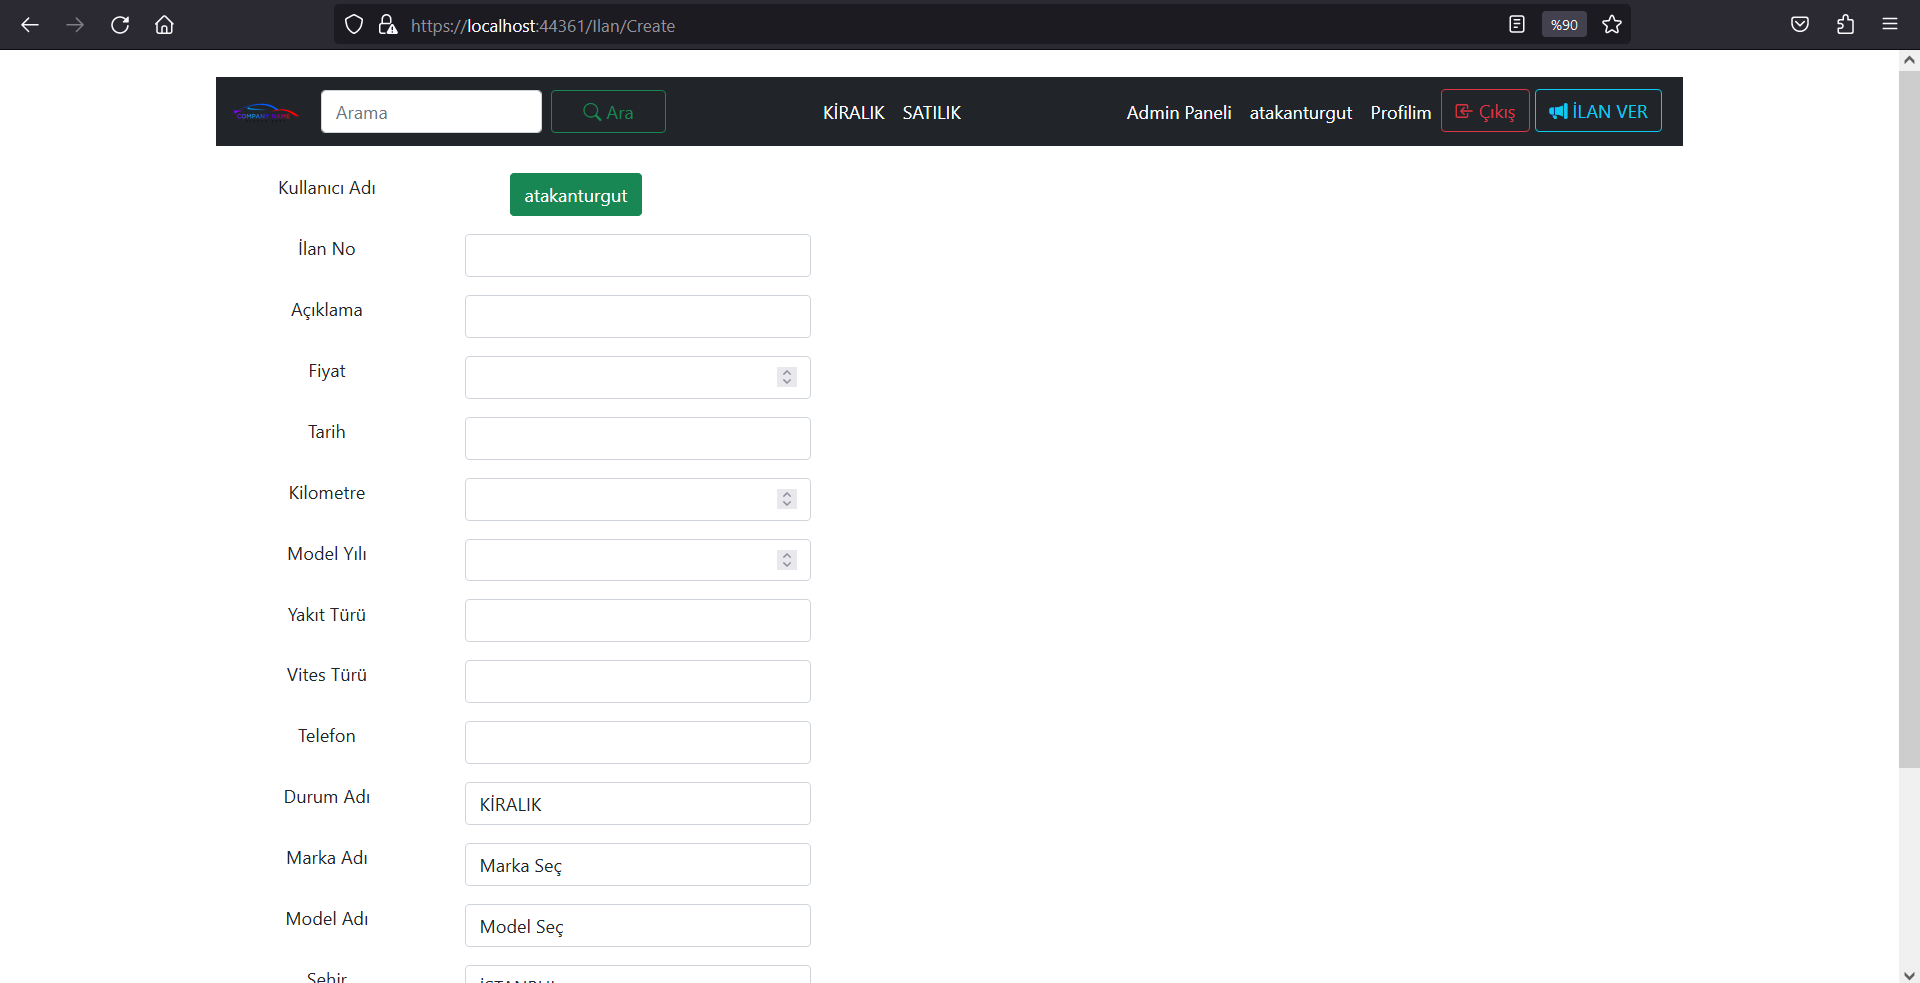 https://localhost:44361/Ilan/Create
%90
COMPANY NAME
Arama
Ara
KİRALIK
SATILIK
Admin Paneli
atakanturgut
Profilim
Çıkış
İLAN VER
Kullanıcı Adı
atakanturgut
İlan No
Açıklama
Fiyat
Tarih
Kilometre
Model Yılı
Yakıt Türü
Vites Türü
Telefon
Durum Adı
KİRALIK
Marka Adı
Marka Seç
Model Adı
Model Seç
Şehir
İSTANBUL